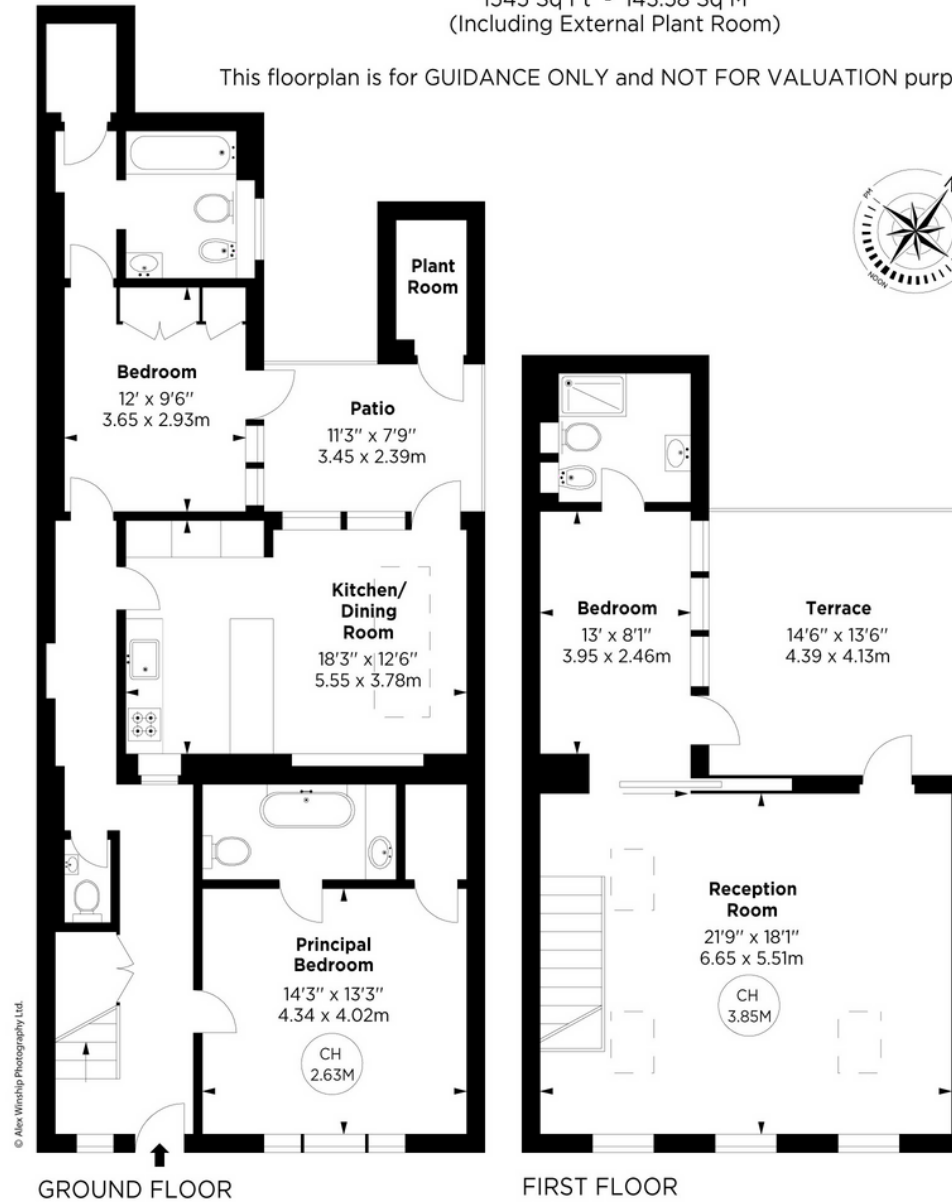 (Including External Plant Room)
This floorplan is for GUIDANCE ONLY and NOT FOR VALUATION purp
PM
NOON
Plant
Room
Bedroom
12' x 9'6"
3.65 x 2.93m
Patio
11'3" x 7'9"
3.45 x 2.39m
Kitchen/
Dining
Room
18'3" x 12'6"
5.55 x 3.78m
Bedroom
13' x 8'1"
3.95 x 2.46m
Terrace
14'6" x 13'6"
4.39 x 4.13m
Principal
Bedroom
14'3" x 13'3"
4.34 x 4.02m
CH
2.63M
Reception
Room
21'9" x 18'1"
6.65 x 5.51m
CH
3.85M
© Alex Winship Photography Ltd.
GROUND FLOOR
FIRST FLOOR